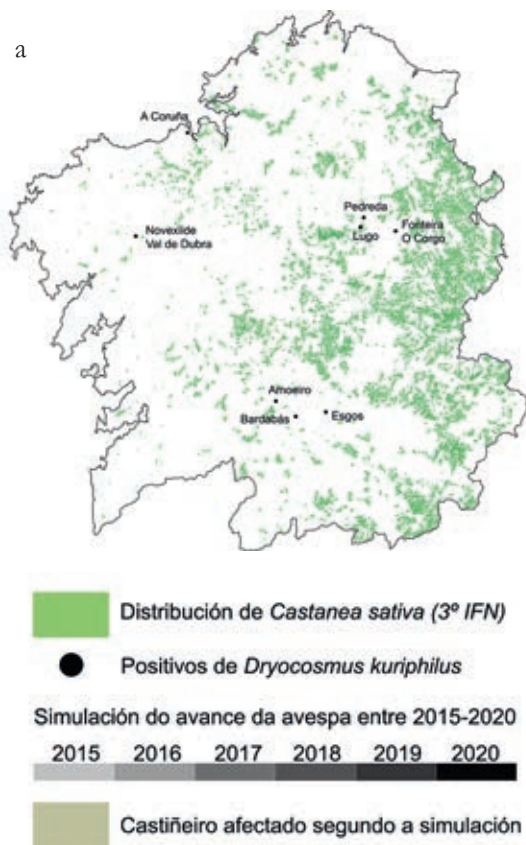 a
A Coruña
Novexilde
Val de Dubra
Pedreda
Lugo
Fonteira
O Corgo
Amoeiro
Bardabás
Esgos
Distribución de Castanea sativa (3º IFN)
Positivos de Dryocosmus kuriphilus
Simulación do avance da avespa entre 2015-2020
2015 2016 2017 2018 2019 2020
Castiñeiro afectado segundo a simulación